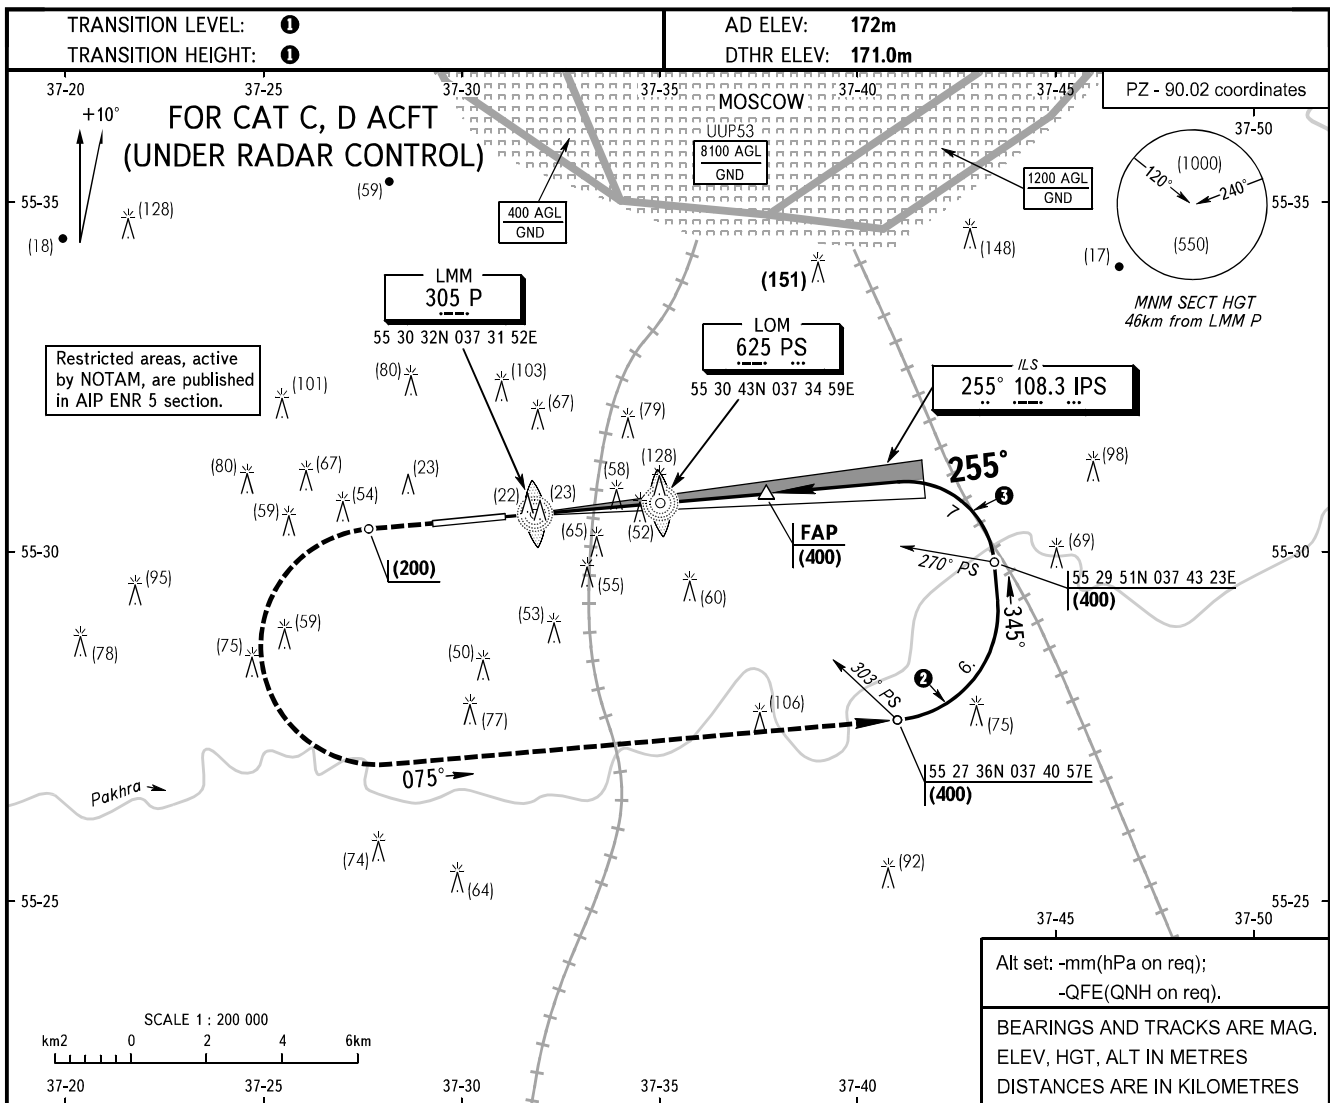 TRANSITION LEVEL: ❶
TRANSITION HEIGHT: ❶
AD ELEV: 172m
DTHR ELEV: 171.0m
37-20
37-25
37-30
37-35
37-40
37-45
PZ - 90.02 coordinates
+10°
FOR CAT C, D ACFT
(UNDER RADAR CONTROL)
MOSCOW
UUP53
8100 AGL
GND
37-50
(1000)
120°
240°
(550)
MNM SECT HGT
46km from LMM P
1200 AGL
GND
400 AGL
GND
(59)
55-35
55-35
(128)
(18)
(148)
(17)
(151)
LMM
305 P
55 30 32N 037 31 52E
LOM
625 PS
55 30 43N 037 34 59E
ILS
255° 108.3 IPS
Restricted areas, active
by NOTAM, are published
in AIP ENR 5 section.
(101)
(80)
(103)
(67)
(79)
(80)
(67)
(23)
(54)
(59)
(22)
(23)
(58)
(128)
(65)
(52)
255°
(98)
❸
7
FAP
(400)
(200)
55-30
55-30
(69)
270° PS
55 29 51N 037 43 23E
(400)
(95)
(55)
(60)
(53)
(59)
(78)
(75)
(50)
(77)
(106)
345°
6.
❷
303° PS
(75)
55 27 36N 037 40 57E
(400)
075°
Pakhra
(74)
(64)
(92)
55-25
55-25
37-45
37-50
Alt set: -mm(hPa on req);
-QFE(QNH on req).
BEARINGS AND TRACKS ARE MAG.
ELEV, HGT, ALT IN METRES
DISTANCES ARE IN KILOMETRES
SCALE 1 : 200 000
km2 0 2 4 6km
37-20
37-25
37-30
37-35
37-40